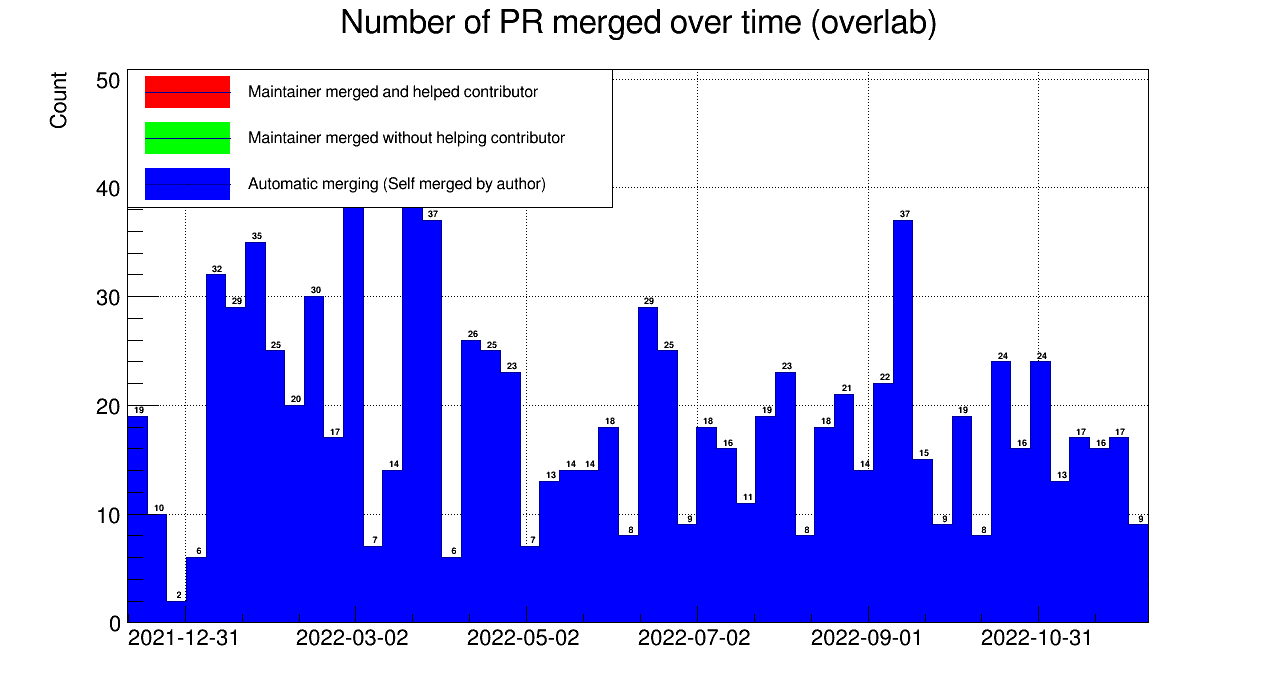 Number of PR merged over time (overlab)
Count
50
40
30
20
10
0
Maintainer merged and helped contributor
Maintainer merged without helping contributor
Automatic merging (Self merged by author)
19 10 2 6 32 29 35 25 20 30 17 7 14 37 6 26 25 23 7 13 14 14 18 8 29 25 9 18 16 11 19 23 8 18 21 14 22 37 15 9 19 8 24 16 24 13 17 16 17 9
2021-12-31 2022-03-02 2022-05-02 2022-07-02 2022-09-01 2022-10-31